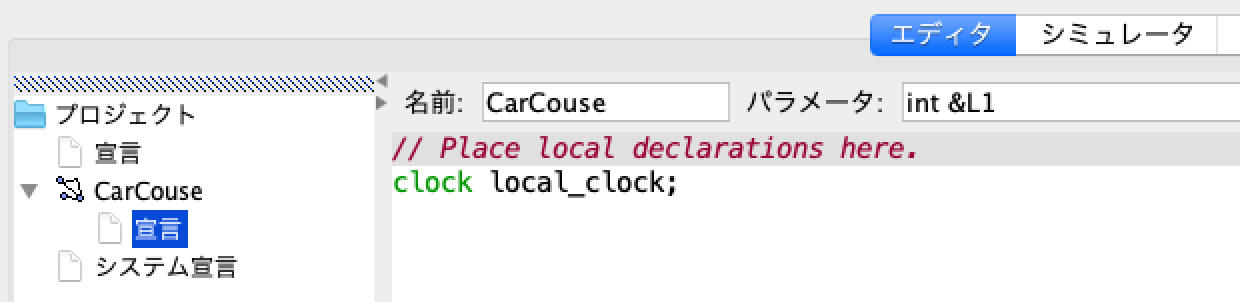 エディタ シミュレータ
名前: CarCouse パラメータ: int &L1
プロジェクト
宣言
CarCouse
宣言
システム宣言
// Place local declarations here.
clock local_clock;